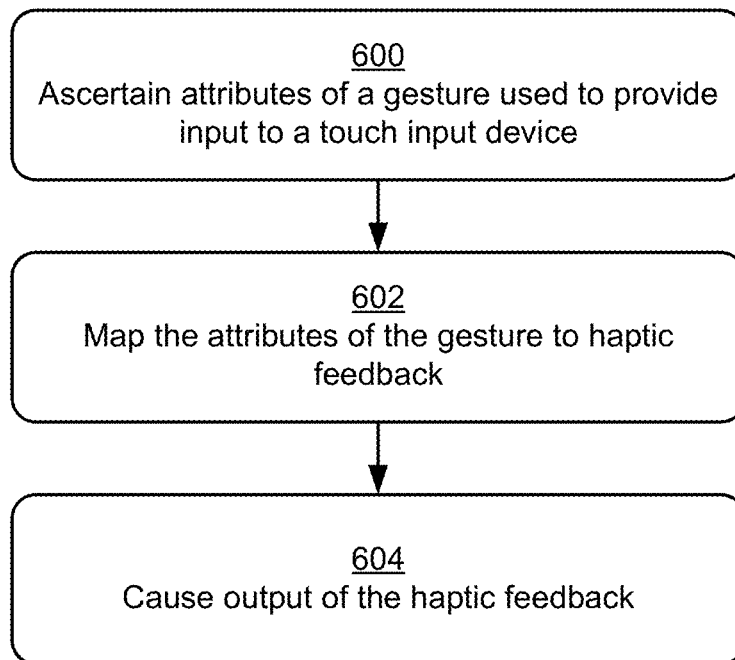 600
Ascertain attributes of a gesture used to provide
input to a touch input device
602
Map the attributes of the gesture to haptic
feedback
604
Cause output of the haptic feedback